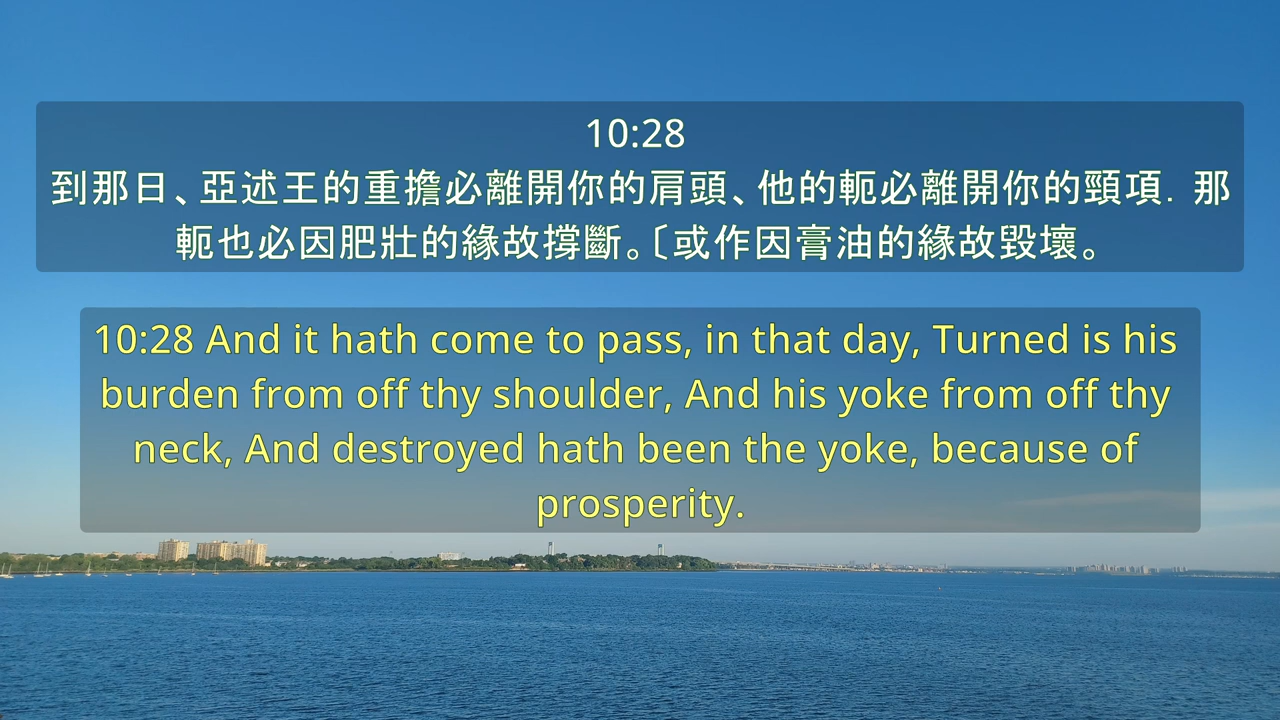 10:28
到那日、亞述王的重擔必離開你的肩頭、他的軛必離開你的頸項. 那
軛也必因肥壯的緣故撐斷。〔或作因膏油的緣故毀壞。
10:28 And it hath come to pass, in that day, Turned is his
burden from off thy shoulder, And his yoke from off thy
neck, And destroyed hath been the yoke, because of
prosperity.